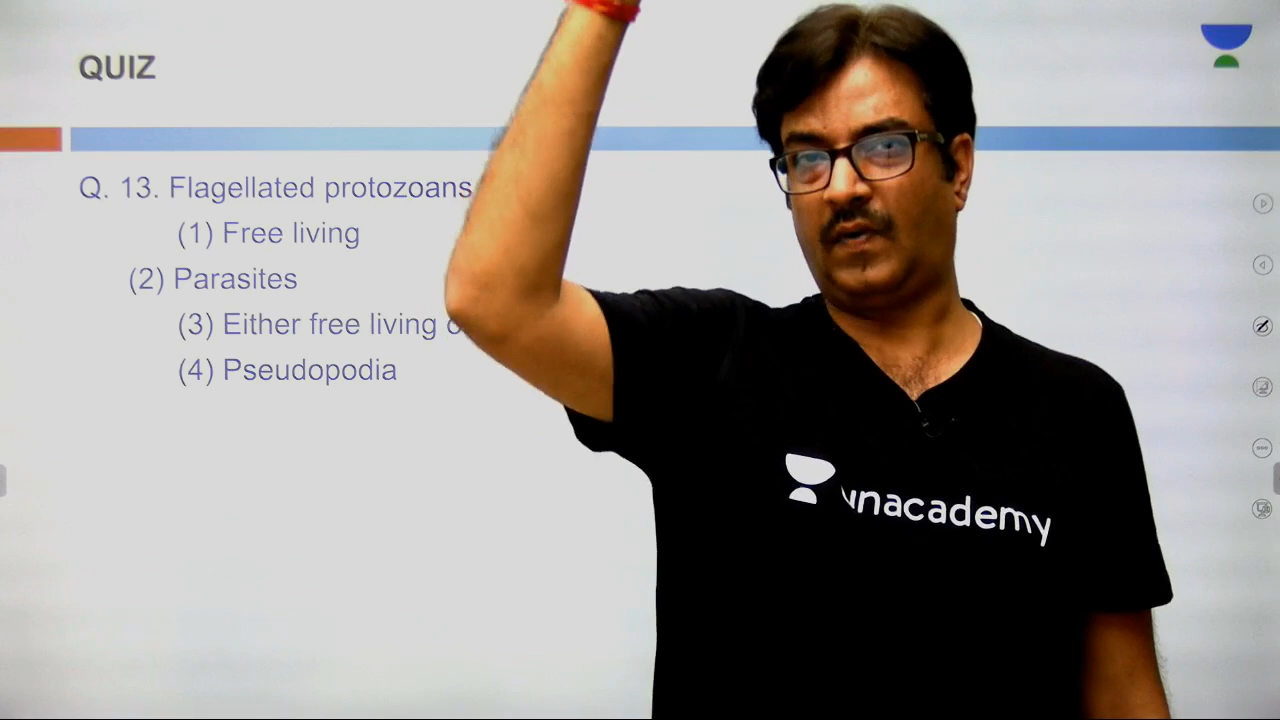 QUIZ
Q. 13. Flagellated protozoans
(1) Free living
(2) Parasites
(3) Either free living
(4) Pseudopodia
unacademy